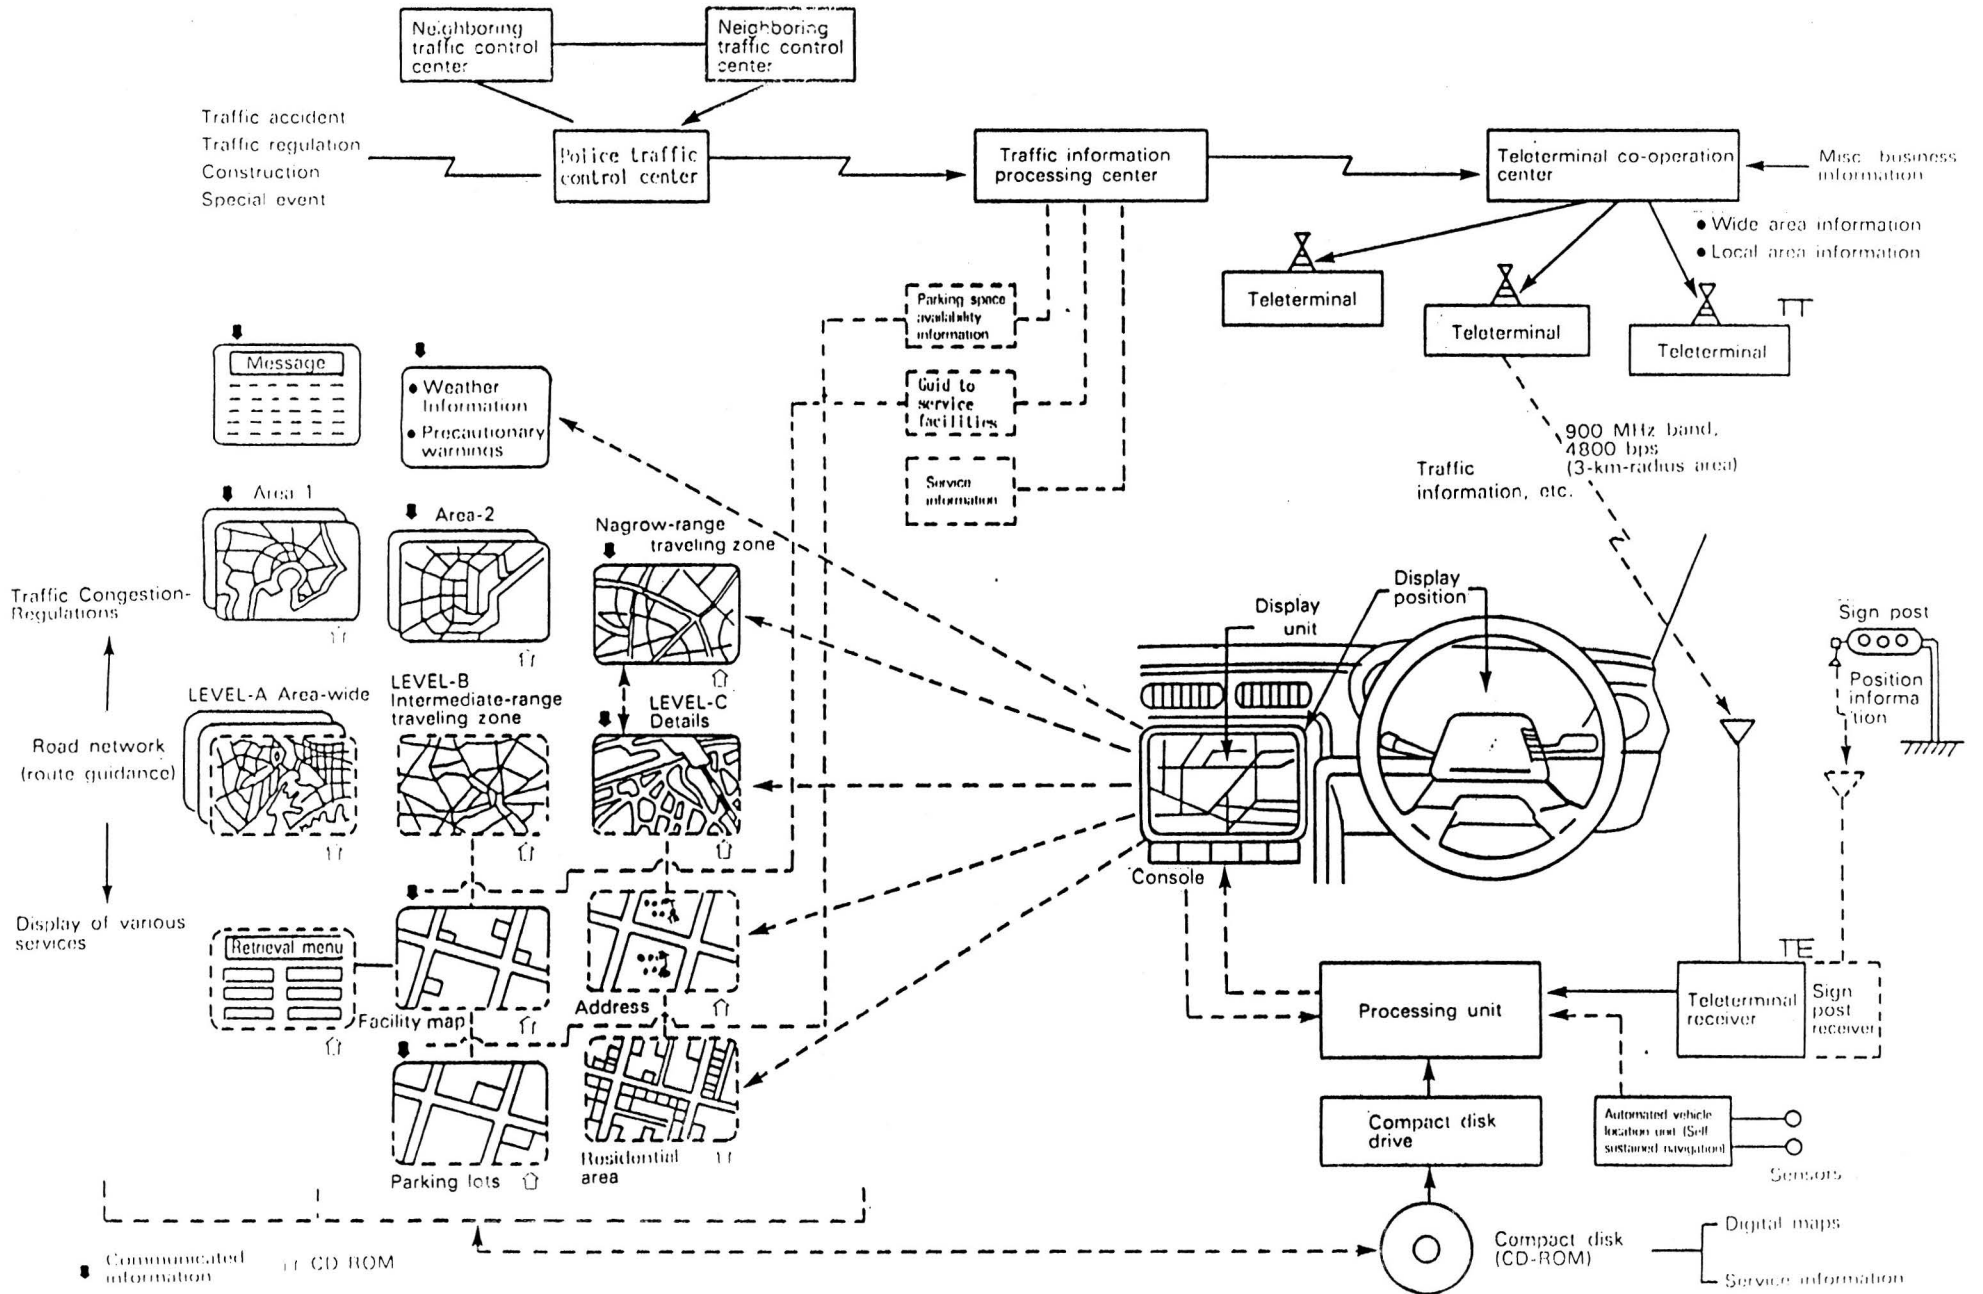 Neighboring
traffic control
center
Neighboring
traffic control
center
Traffic accident
Traffic regulation
Construction
Special event
Police traffic
control center
Traffic information
processing center
Teleterminal co-operation
center
Misc. business
information
• Wide area information
• Local area information
Teleterminal
Teleterminal
Teleterminal
TT
Parking space
availability
information
Guid to
service
facilities
Service
information
900 MHz band,
4800 bps
(3-km-radius area)
Traffic
information, etc.
Message
• Weather
Information
• Precautionary
warnings
Area 1
Area-2
Nagrow-range
traveling zone
Traffic Congestion-
Regulations
LEVEL-A Area-wide
LEVEL-B
Intermediate-range
traveling zone
LEVEL-C
Details
Road network
(route guidance)
Display of various
services
Retrieval menu
Facility map
Address
Parking lots
Residential
area
Display
unit
Display
position
Console
Sign post
Position
informa
tion
TE
Processing unit
Teleterminal
receiver
Sign
post
receiver
Compact disk
drive
Automated vehicle
location unit (Self
sustained navigation)
Sensors
Compact disk
(CD-ROM)
Digital maps
Service information
Communicated
information
CD ROM